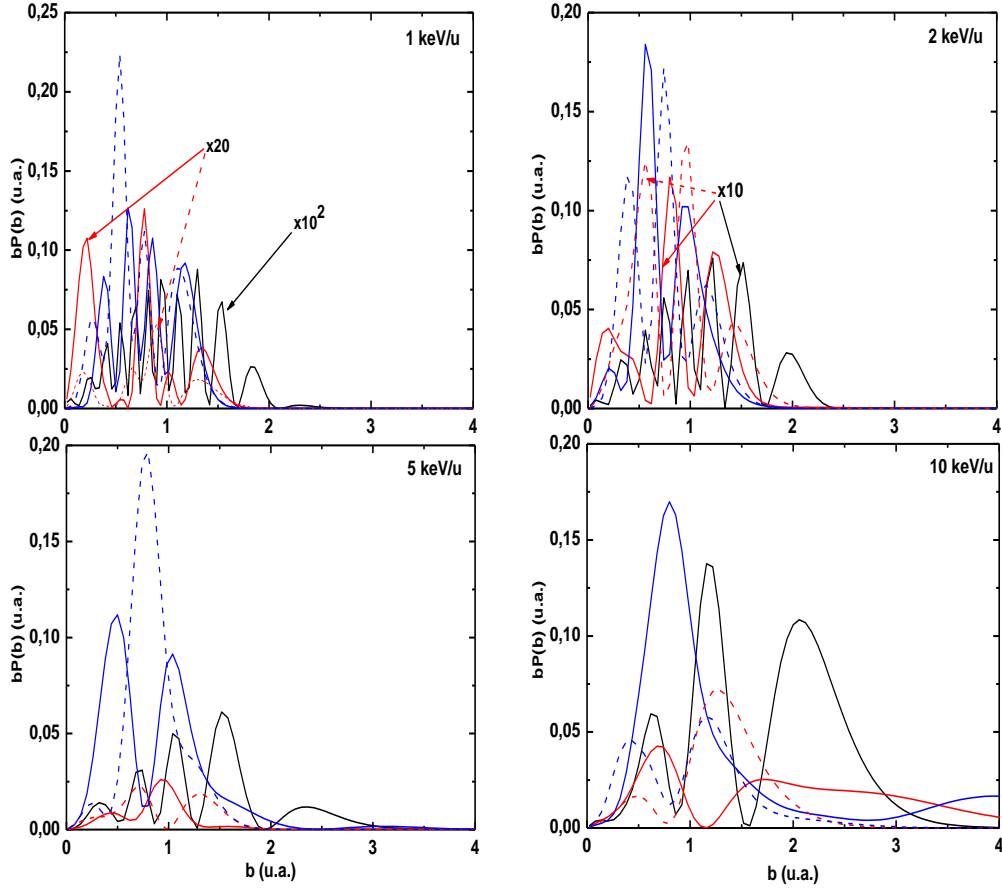 0,25
0,20
0,15
0,10
0,05
0,00
bP(b) (u.a.)
1 keV/u
x20
x10²
0 1 2 3 4
0,20
0,15
0,10
0,05
0,00
bP(b) (u.a.)
2 keV/u
x10
0 1 2 3 4
0,20
0,15
0,10
0,05
0,00
bP(b) (u.a.)
5 keV/u
0 1 2 3 4
b (u.a.)
0,20
0,15
0,10
0,05
0,00
bP(b) (u.a.)
10 keV/u
0 1 2 3 4
b (u.a.)